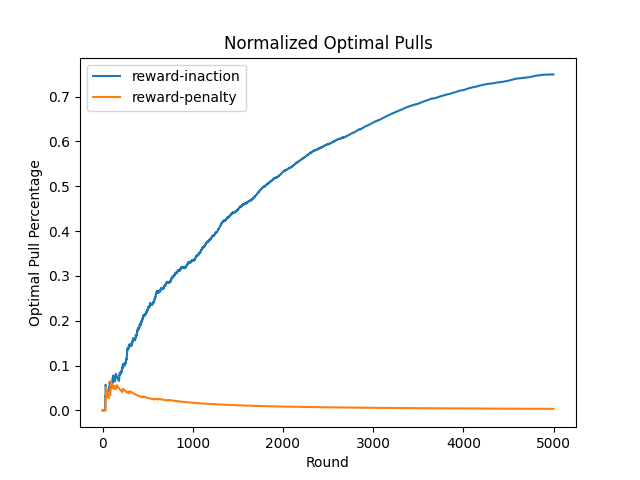 Normalized Optimal Pulls
reward-inaction
reward-penalty
Optimal Pull Percentage
0.7
0.6
0.5
0.4
0.3
0.2
0.1
0.0
0
1000
2000
3000
4000
5000
Round